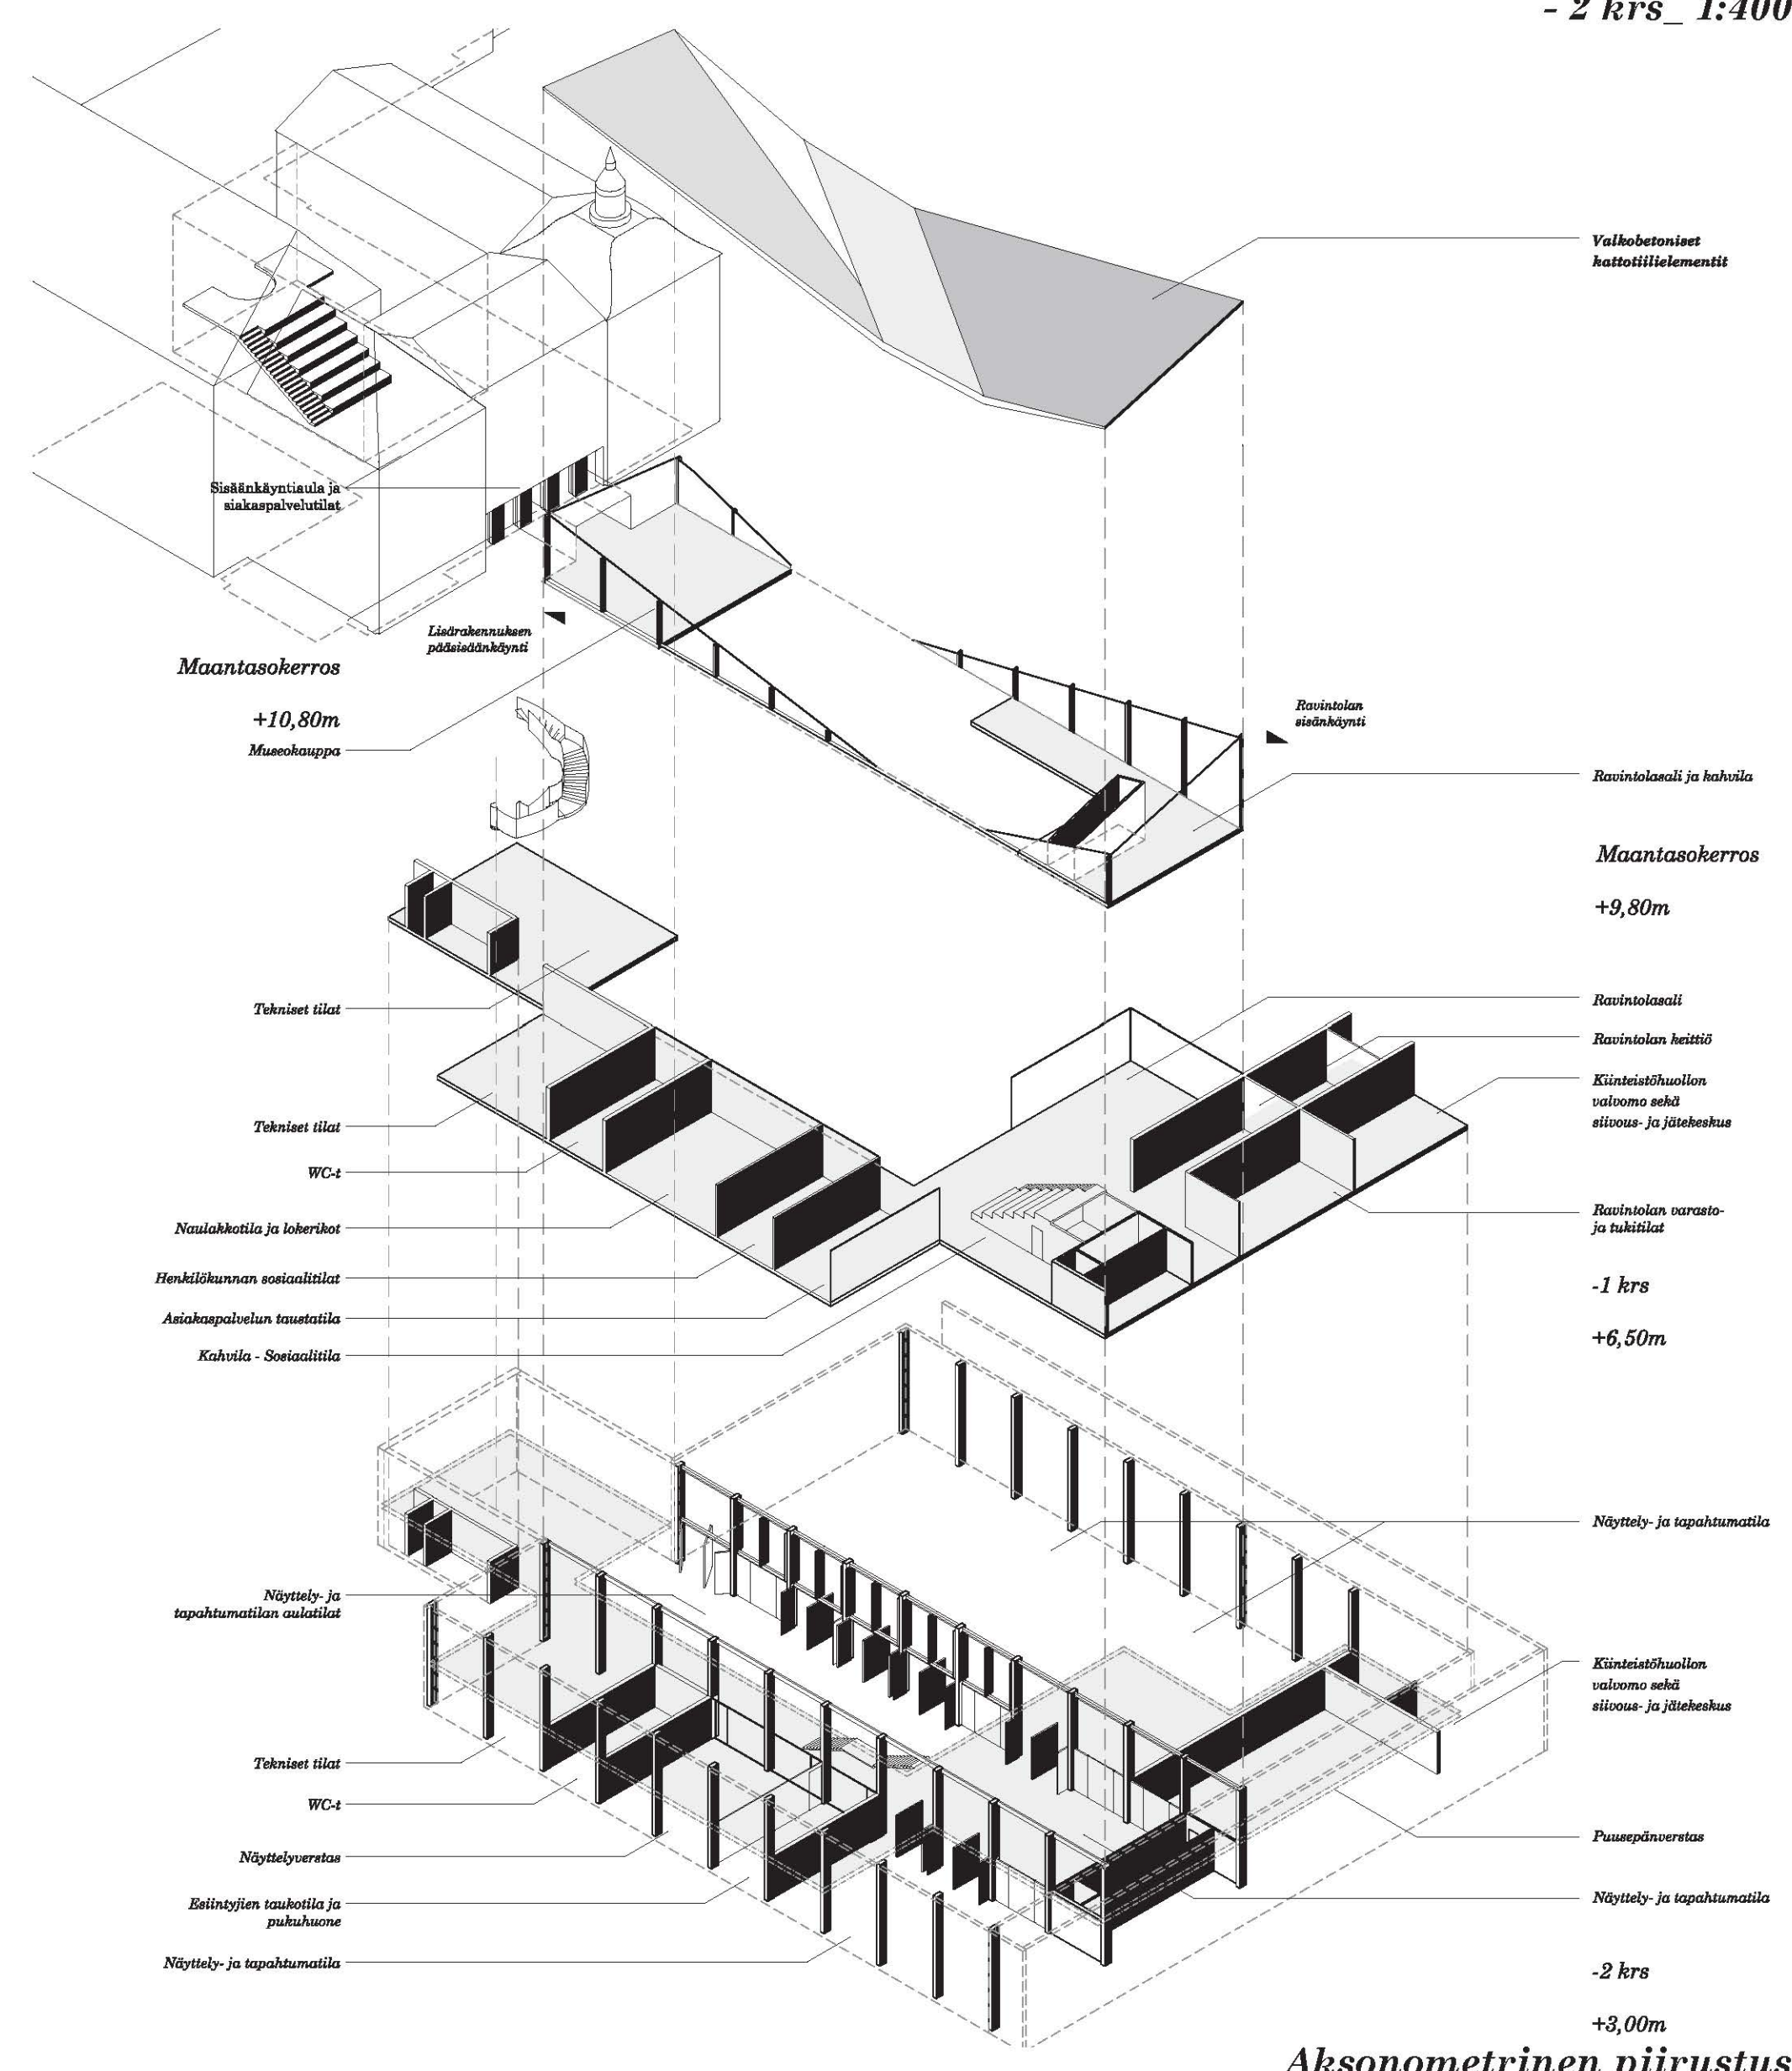 - 2 krs_ 1:400
Valkobetoniset
kattotiilielementit
Sisäänkäyntiaula ja
siakaspalvelutilat
Lisärakennuksen
pääsisäänkäynti
Maantasokerros
+10,80m
Museokauppa
Ravintolan
sisänkäynti
Ravintolasali ja kahvila
Maantasokerros
+9,80m
Tekniset tilat
Tekniset tilat
WC-t
Naulakkotila ja lokerikot
Henkilökunnan sosiaalitilat
Asiakaspalvelun taustatila
Kahvila - Sosiaalitila
Ravintolasali
Ravintolan keittiö
Kiinteistöhuollon
valvomo sekä
siivous- ja jätekeskus
Ravintolan varasto-
ja tukitilat
-1 krs
+6,50m
Näyttely- ja
tapahtumatilan aulatilat
Tekniset tilat
WC-t
Näyttelyverstas
Esiintyjien taukotila ja
pukuhuone
Näyttely- ja tapahtumatila
Näyttely- ja tapahtumatila
Kiinteistöhuollon
valvomo sekä
siivous- ja jätekeskus
Puusepänverstas
Näyttely- ja tapahtumatila
-2 krs
+3,00m
Aksonometrinen piirustus